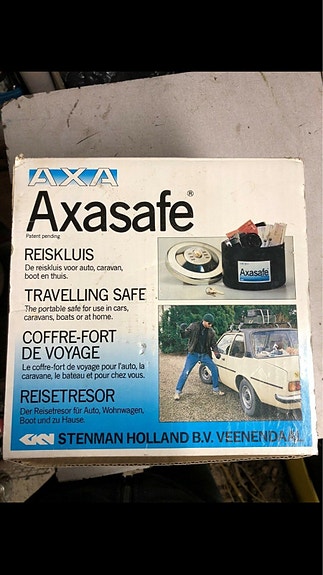 AXA
Axasafe®
Patent pending
REISKLUIS
De reiskluis voor auto, caravan,
boot en thuis.
TRAVELLING SAFE
The portable safe for use in cars,
caravans, boats or at home.
COFFRE-FORT
DE VOYAGE
Le coffre-fort de voyage pour l'auto, la
caravane, le bateau et pour chez vous.
REISETRESOR
Der Reisetresor für Auto, Wohnwagen,
Boot und zu Hause.
Axasafe
GKN STENMAN HOLLAND B.V. VEENENDAAL